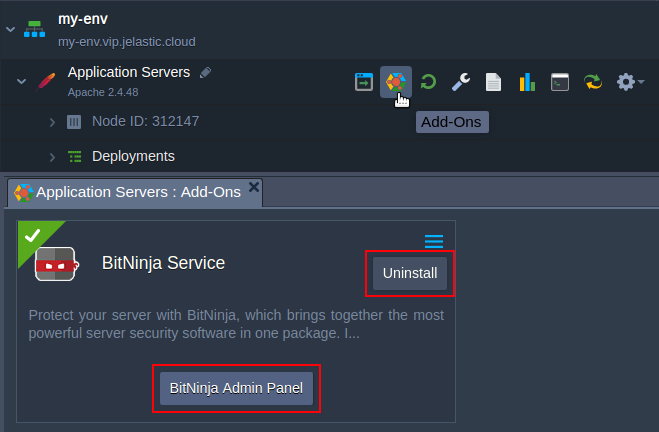 my-env
my-env.vip.jelastic.cloud
Application Servers
Apache 2.4.48
Node ID: 312147
Add-Ons
Deployments
Application Servers : Add-Ons
BitNinja Service
Uninstall
Protect your server with BitNinja, which brings together the most
powerful server security software in one package. I...
BitNinja Admin Panel